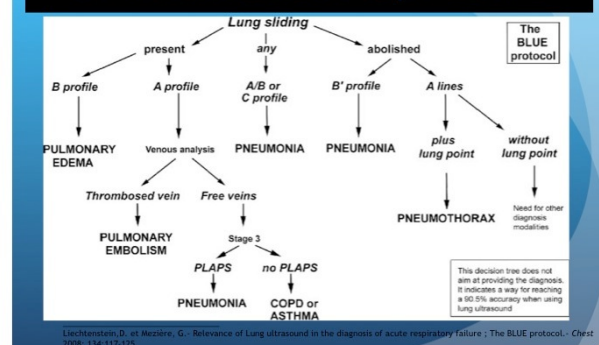 Lung sliding
The
BLUE
protocol
present
any
abolished
B profile
A profile
A/B or
C profile
B' profile
A lines
PULMONARY
EDEMA
Venous analysis
PNEUMONIA
PNEUMONIA
plus
lung point
without
lung point
Thrombosed vein
Free veins
PNEUMOTHORAX
Need for other
diagnosis
modalities
PULMONARY
EMBOLISM
Stage 3
PLAPS
no PLAPS
PNEUMONIA
COPD or
ASTHMA
This decision tree does not
aim at providing the diagnosis.
It indicates a way for reaching
a 90.5% accuracy when using
lung ultrasound
Liechtenstein,D. et Mezière, G.- Relevance of Lung ultrasound in the diagnosis of acute respiratory failure ; The BLUE protocol.- Chest
2008; 134:117-125